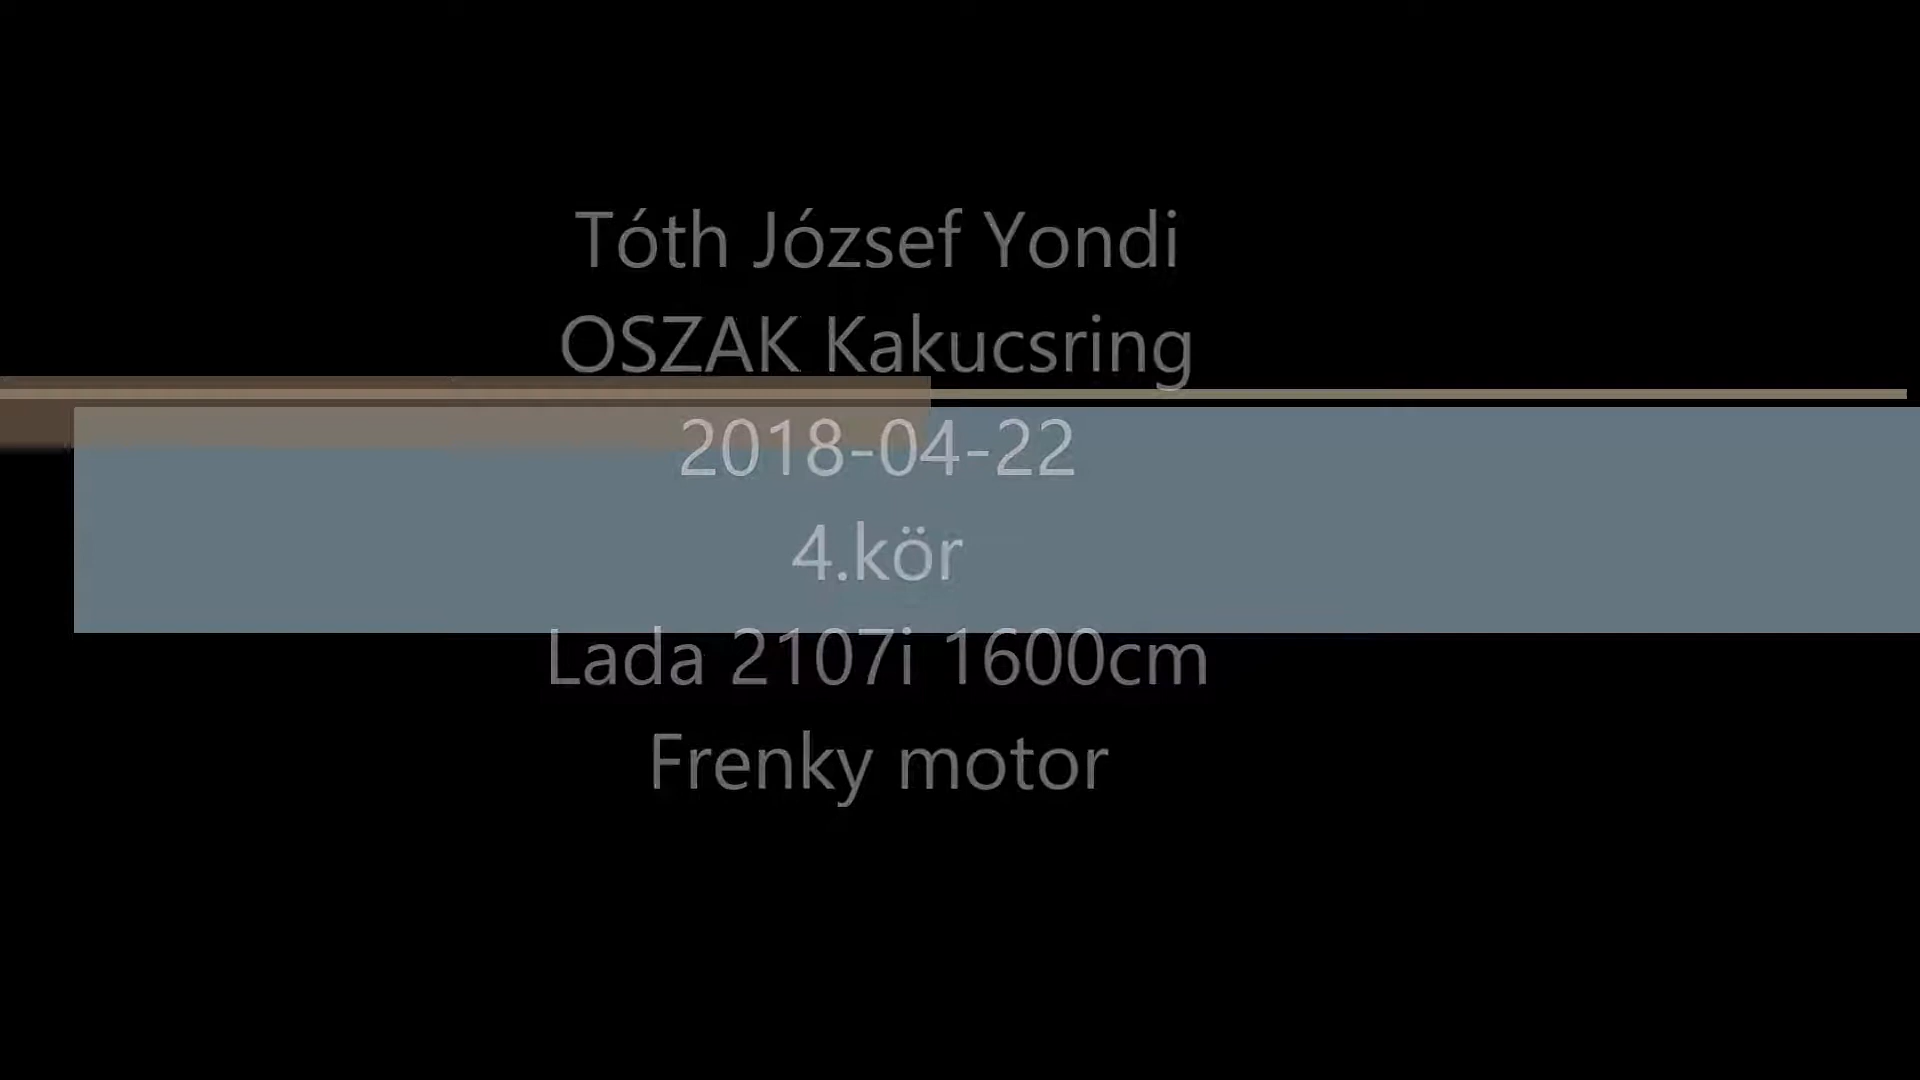 Tóth József Yondi
OSZAK Kakucsring
2018-04-22
4.kör
Lada 2107i 1600cm
Frenky motor